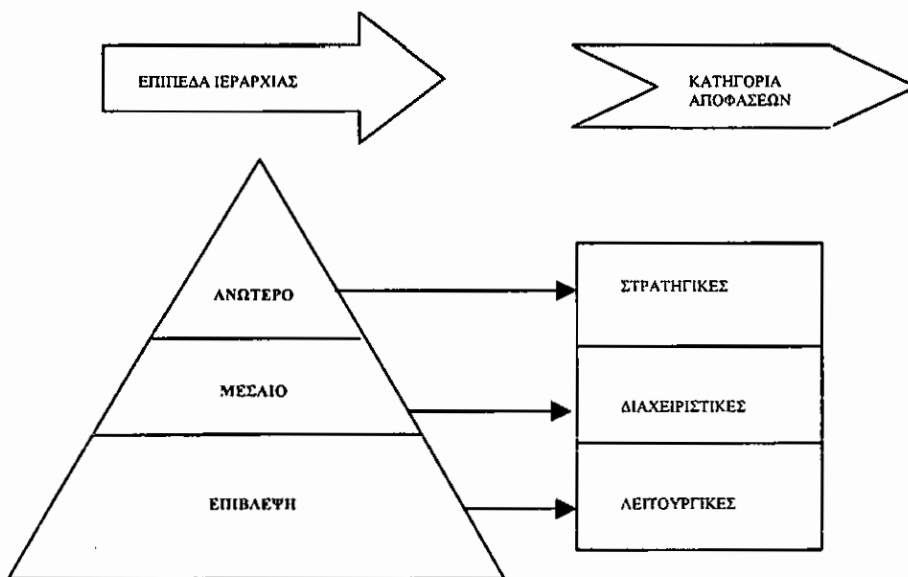 ΕΠΙΠΕΔΑ ΙΕΡΑΡΧΙΑΣ
ΚΑΤΗΓΟΡΙΑ
ΑΠΟΦΑΣΕΩΝ
ΑΝΩΤΕΡΟ
ΣΤΡΑΤΗΓΙΚΕΣ
ΜΕΣΑΙΟ
ΔΙΑΧΕΙΡΙΣΤΙΚΕΣ
ΕΠΙΒΛΕΨΗ
ΛΕΙΤΟΥΡΓΙΚΕΣ